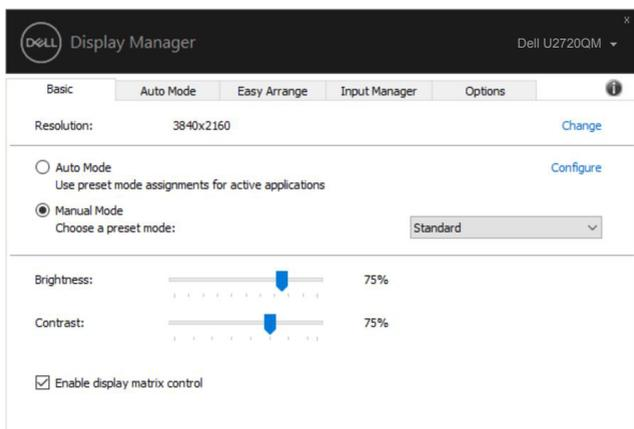 x
DELL Display Manager Dell U2720QM
Basic Auto Mode Easy Arrange Input Manager Options i
Resolution: 3840x2160 Change
Auto Mode Configure
Use preset mode assignments for active applications
Manual Mode
Choose a preset mode: Standard
Brightness: 75%
Contrast: 75%
Enable display matrix control